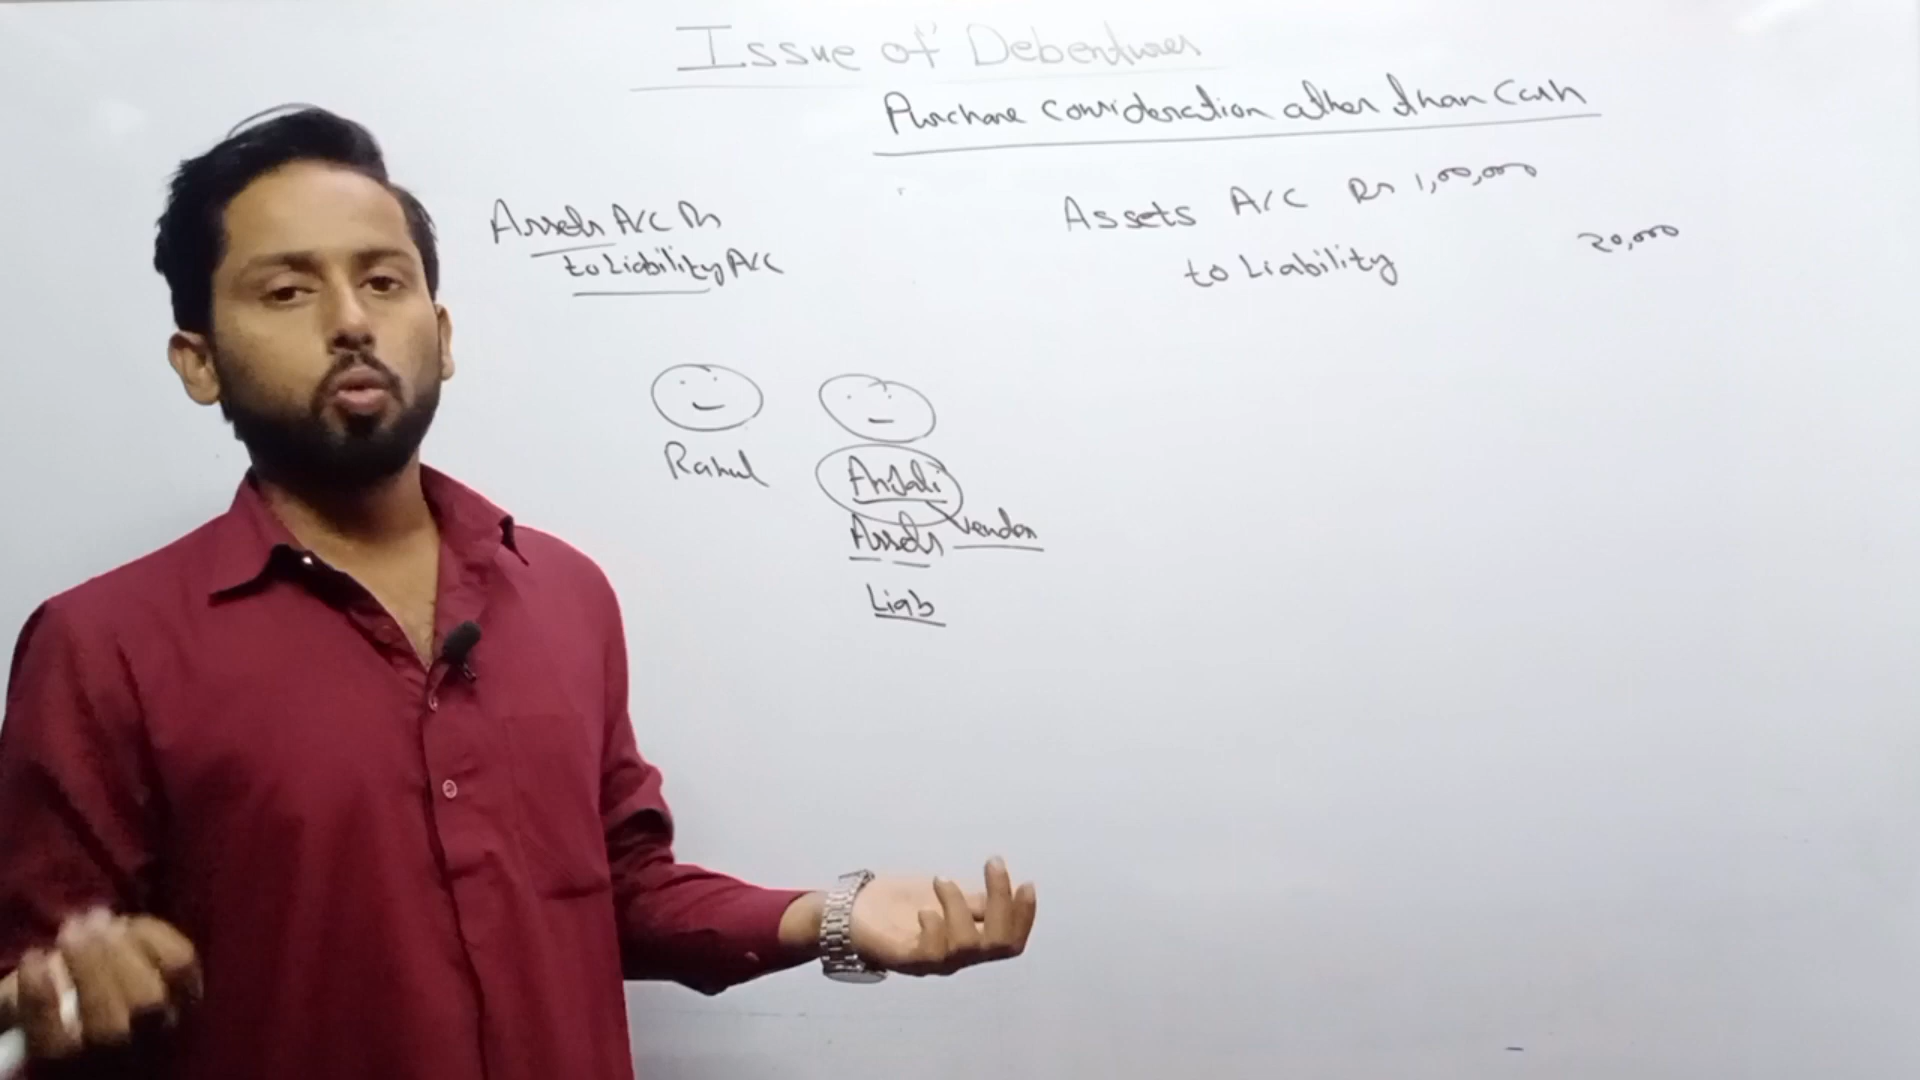 Issue of Debentures
Purchase consideration other than Cash
Assets A/C Dr
to Liability A/C
Assets A/C Dr 1,00,000
to Liability 20,000
Rahul
Anjali
Vendor
Assets
Liab